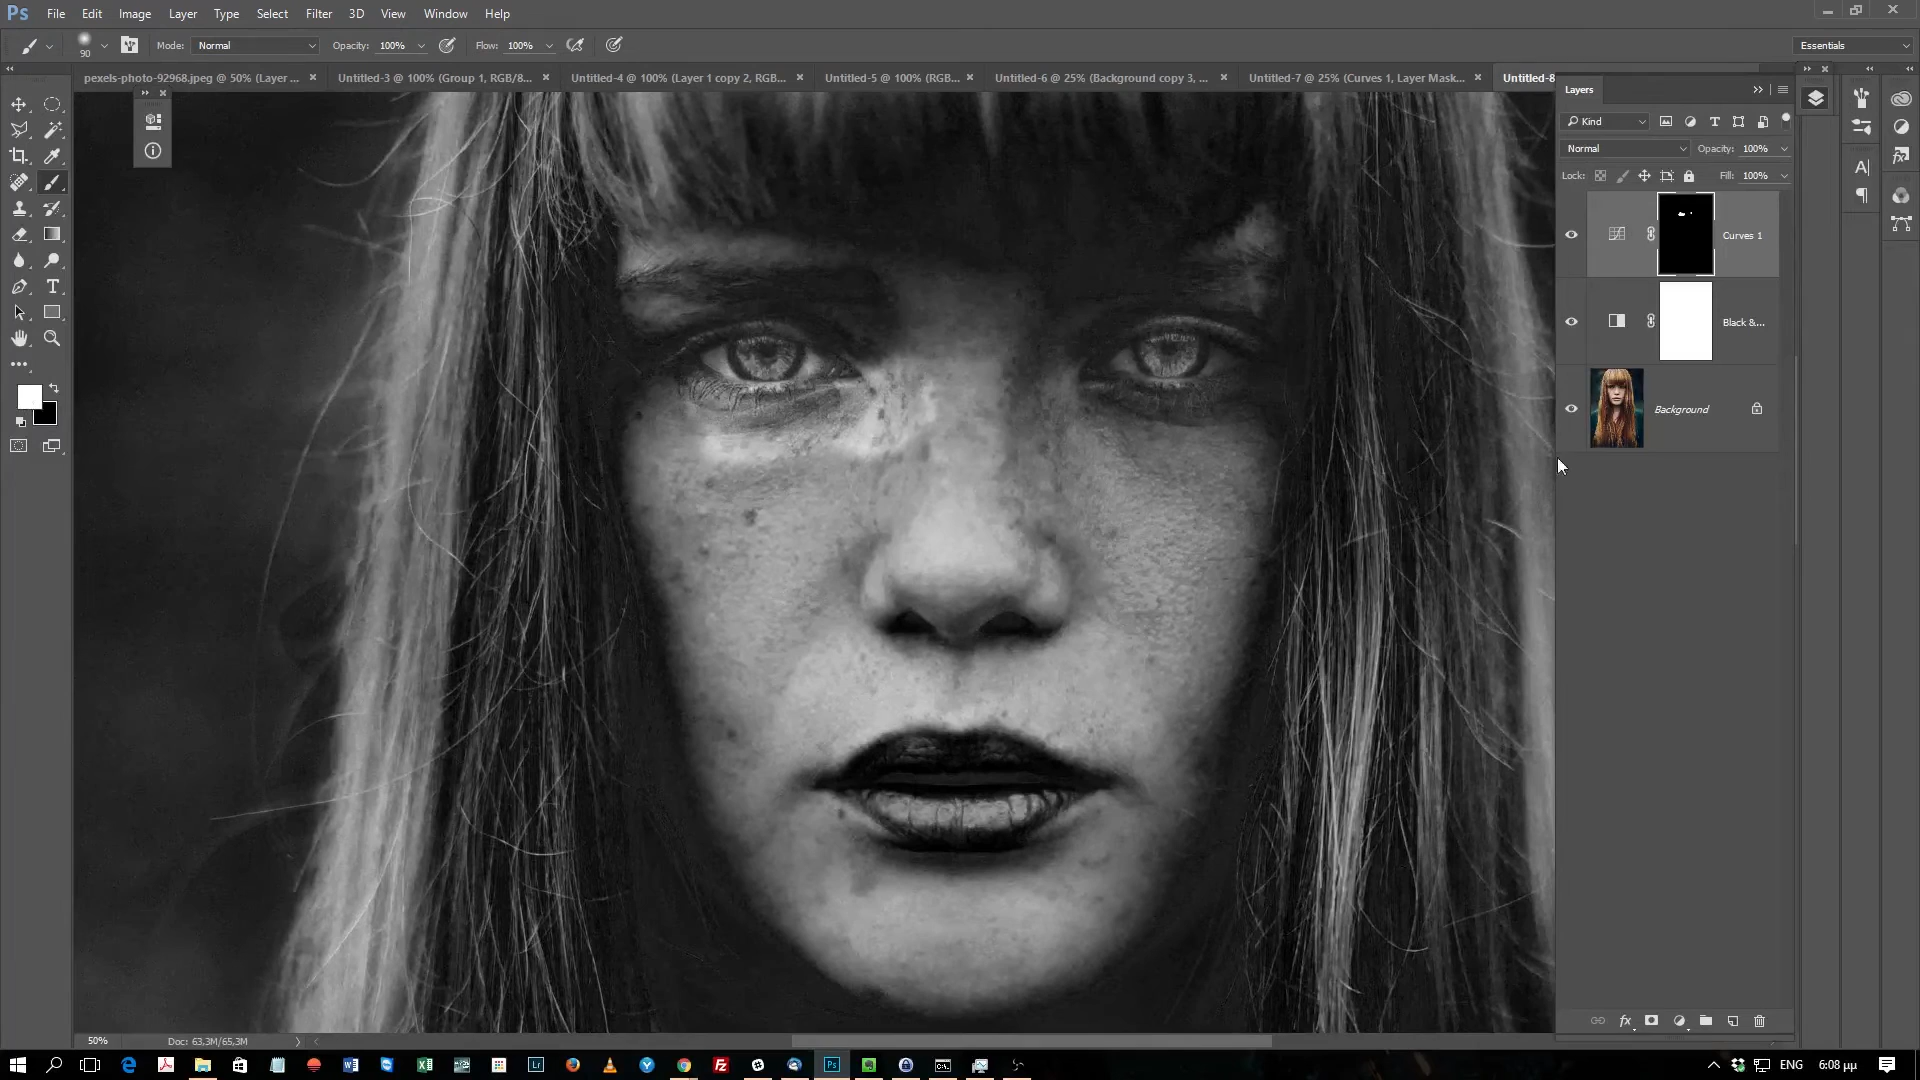 Ps File Edit Image Layer Type Select Filter 3D View Window Help
90 Mode: Normal Opacity: 100% Flow: 100% Essentials
pexels-photo-92968.jpeg @ 50% (Layer ... Untitled-3 @ 100% (Group 1, RGB/8... Untitled-4 @ 100% (Layer 1 copy 2, RGB... Untitled-5 @ 100% (RGB... Untitled-6 @ 25% (Background copy 3, ... Untitled-7 @ 25% (Curves 1, Layer Mask... Untitled-8
Layers
Kind
Normal Opacity: 100%
Lock: Fill: 100%
Curves 1
Black &...
Background
fx
50% Doc: 63,3M/65,3M
ENG 6:08 μμ